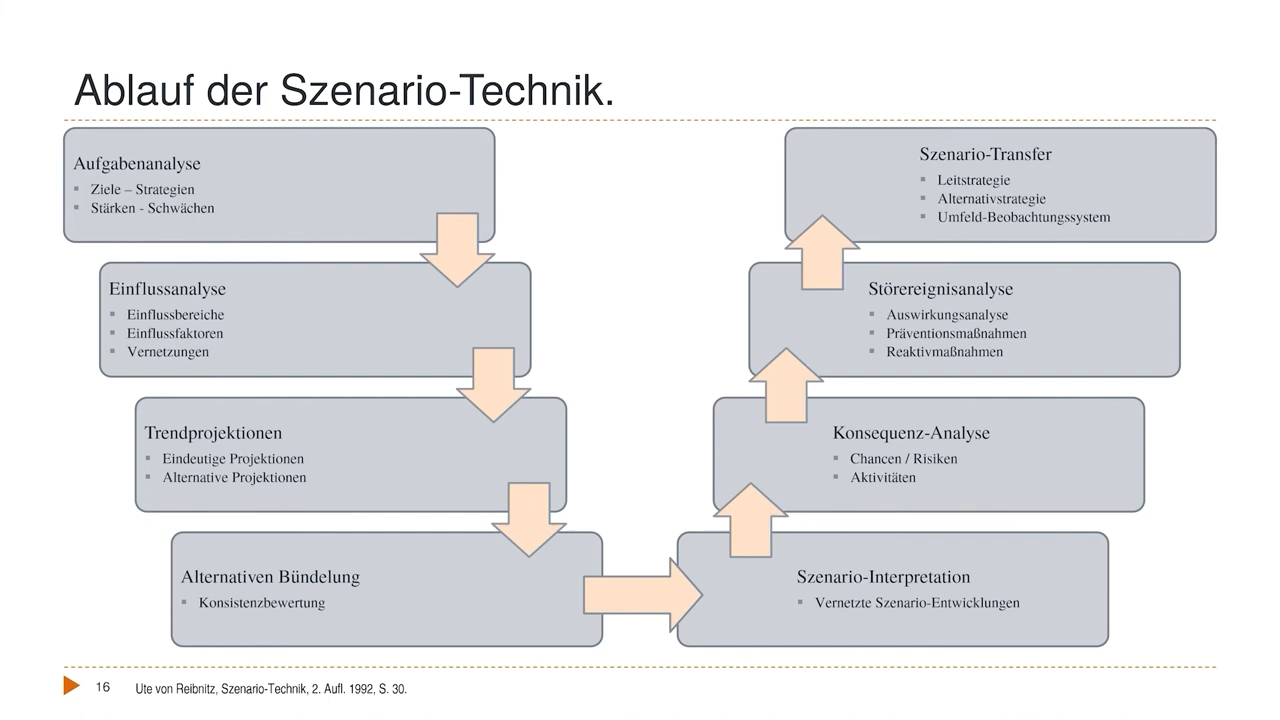 Ablauf der Szenario-Technik.
Aufgabenanalyse
▪ Ziele – Strategien
▪ Stärken - Schwächen
Einflussanalyse
▪ Einflussbereiche
▪ Einflussfaktoren
▪ Vernetzungen
Trendprojektionen
▪ Eindeutige Projektionen
▪ Alternative Projektionen
Alternativen Bündelung
▪ Konsistenzbewertung
Szenario-Interpretation
▪ Vernetzte Szenario-Entwicklungen
Konsequenz-Analyse
▪ Chancen / Risiken
▪ Aktivitäten
Störereignisanalyse
▪ Auswirkungsanalyse
▪ Präventionsmaßnahmen
▪ Reaktivmaßnahmen
Szenario-Transfer
▪ Leitstrategie
▪ Alternativstrategie
▪ Umfeld-Beobachtungssystem
16
Ute von Reibnitz, Szenario-Technik, 2. Aufl. 1992, S. 30.